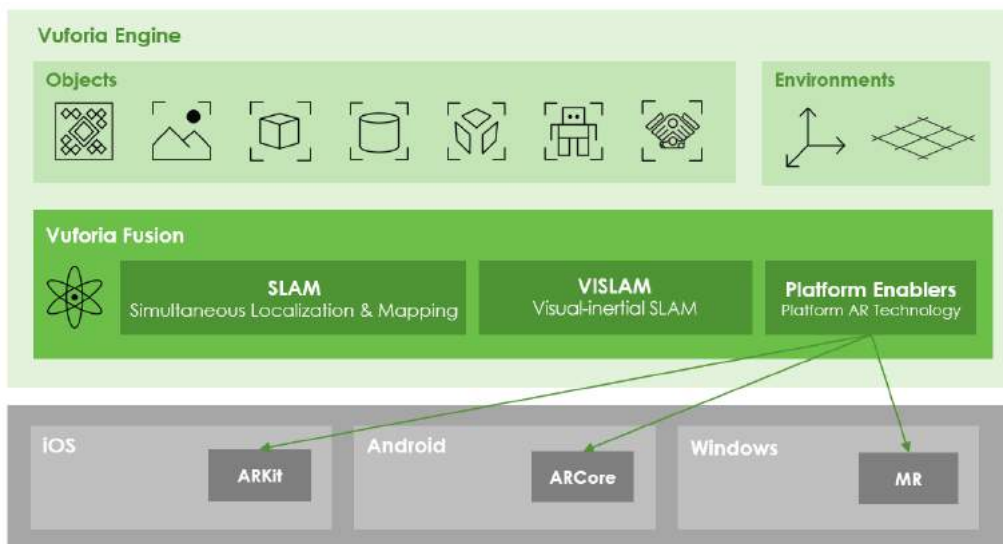 Vuforia Engine
Objects
Environments
Vuforia Fusion
SLAM
Simultaneous Localization & Mapping
VISLAM
Visual-inertial SLAM
Platform Enablers
Platform AR Technology
iOS
ARKit
Android
ARCore
Windows
MR